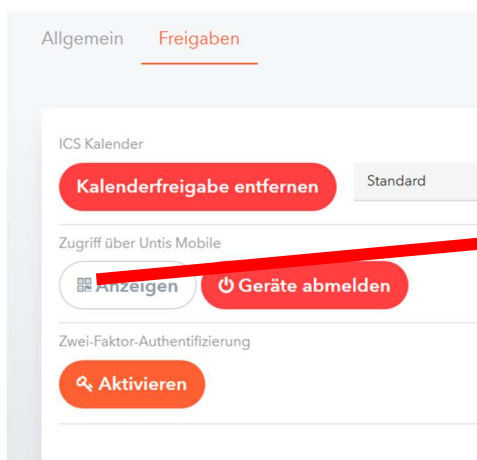 Allgemein Freigaben
ICS Kalender
Kalenderfreigabe entfernen Standard
Zugriff über Untis Mobile
Anzeigen Geräte abmelden
Zwei-Faktor-Authentifizierung
Aktivieren